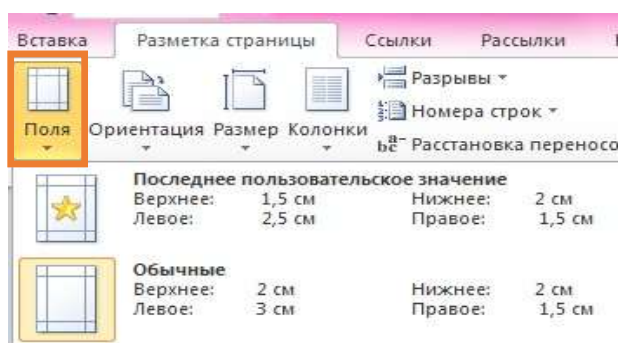 Вставка Разметка страницы Ссылки Рассылки
Разрывы
Номера строк
Поля Ориентация Размер Колонки
Расстановка переносо
Последнее пользовательское значение
Верхнее: 1,5 см Нижнее: 2 см
Левое: 2,5 см Правое: 1,5 см
Обычные
Верхнее: 2 см Нижнее: 2 см
Левое: 3 см Правое: 1,5 см